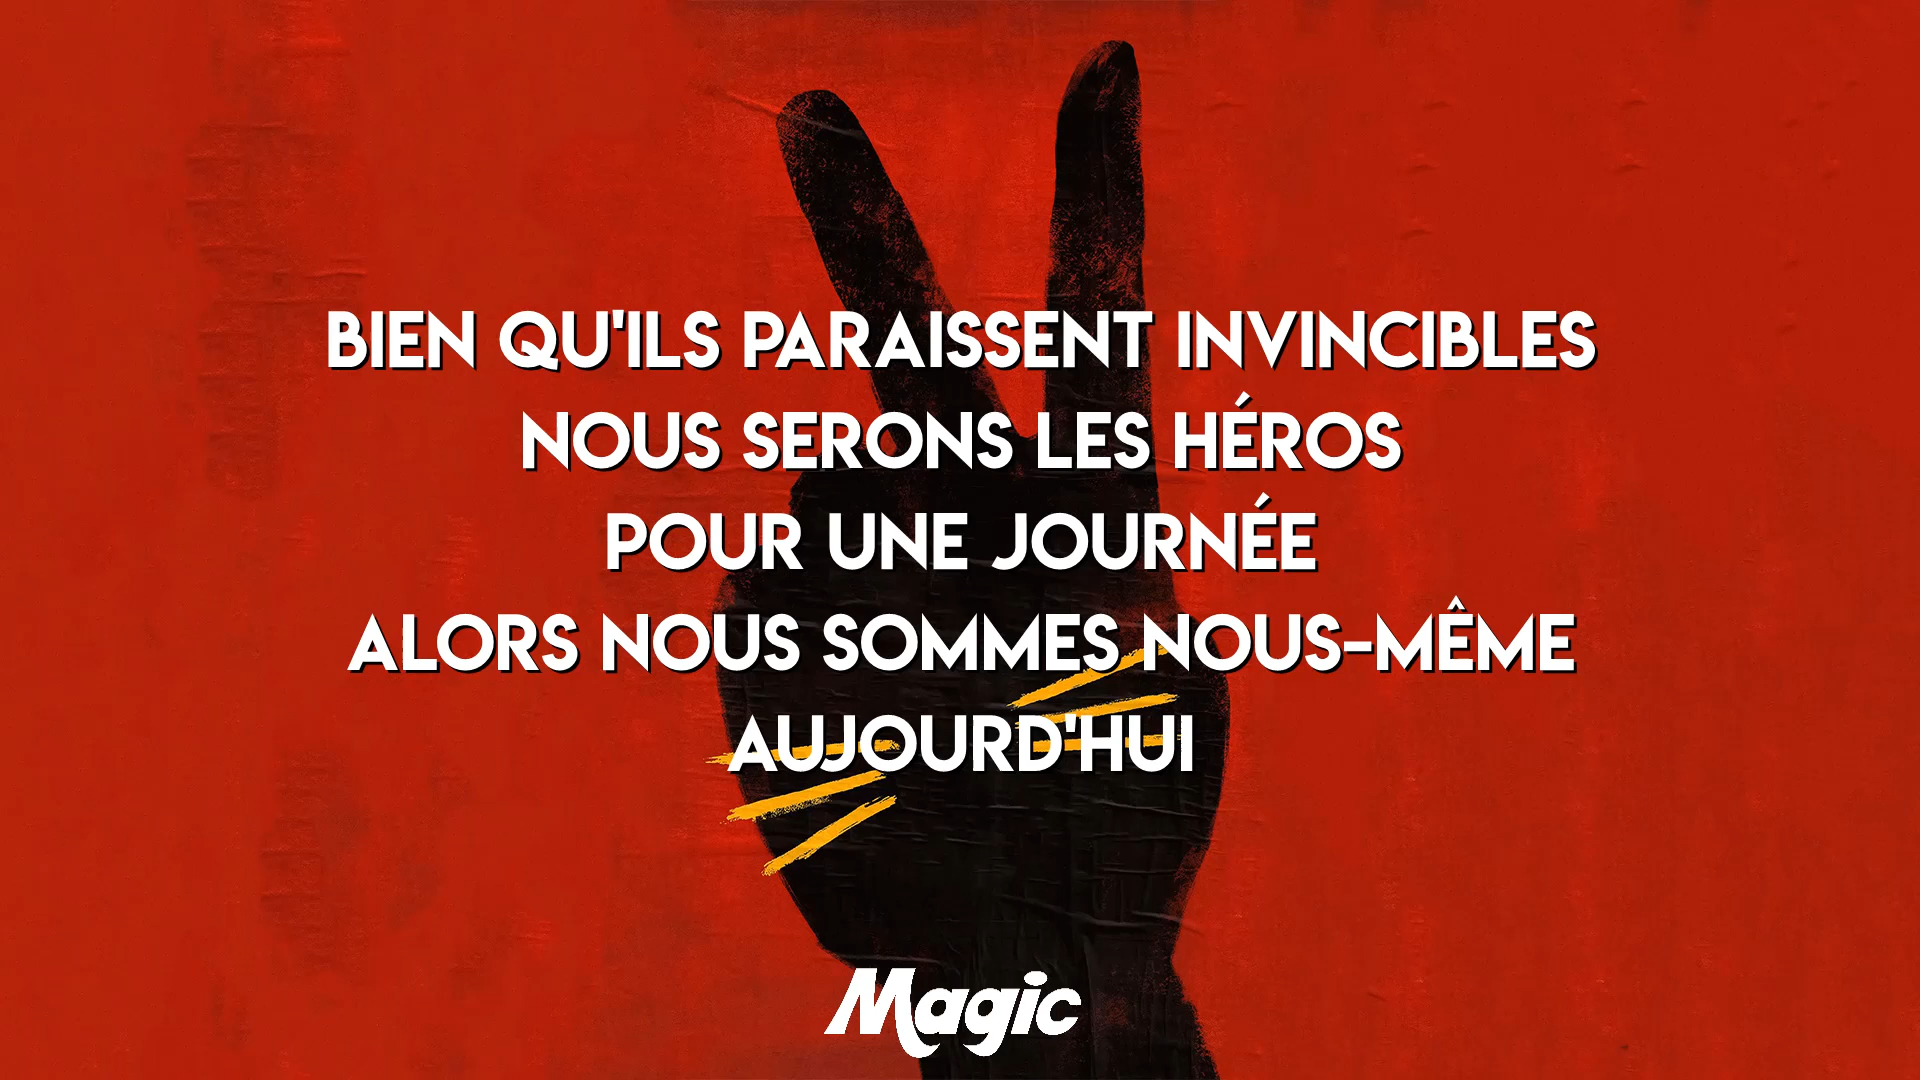 BIEN QU'ILS PARAISSENT INVINCIBLES
NOUS SERONS LES HÉROS
POUR UNE JOURNÉE
ALORS NOUS SOMMES NOUS-MÊME
AUJOURD'HUI
Magic